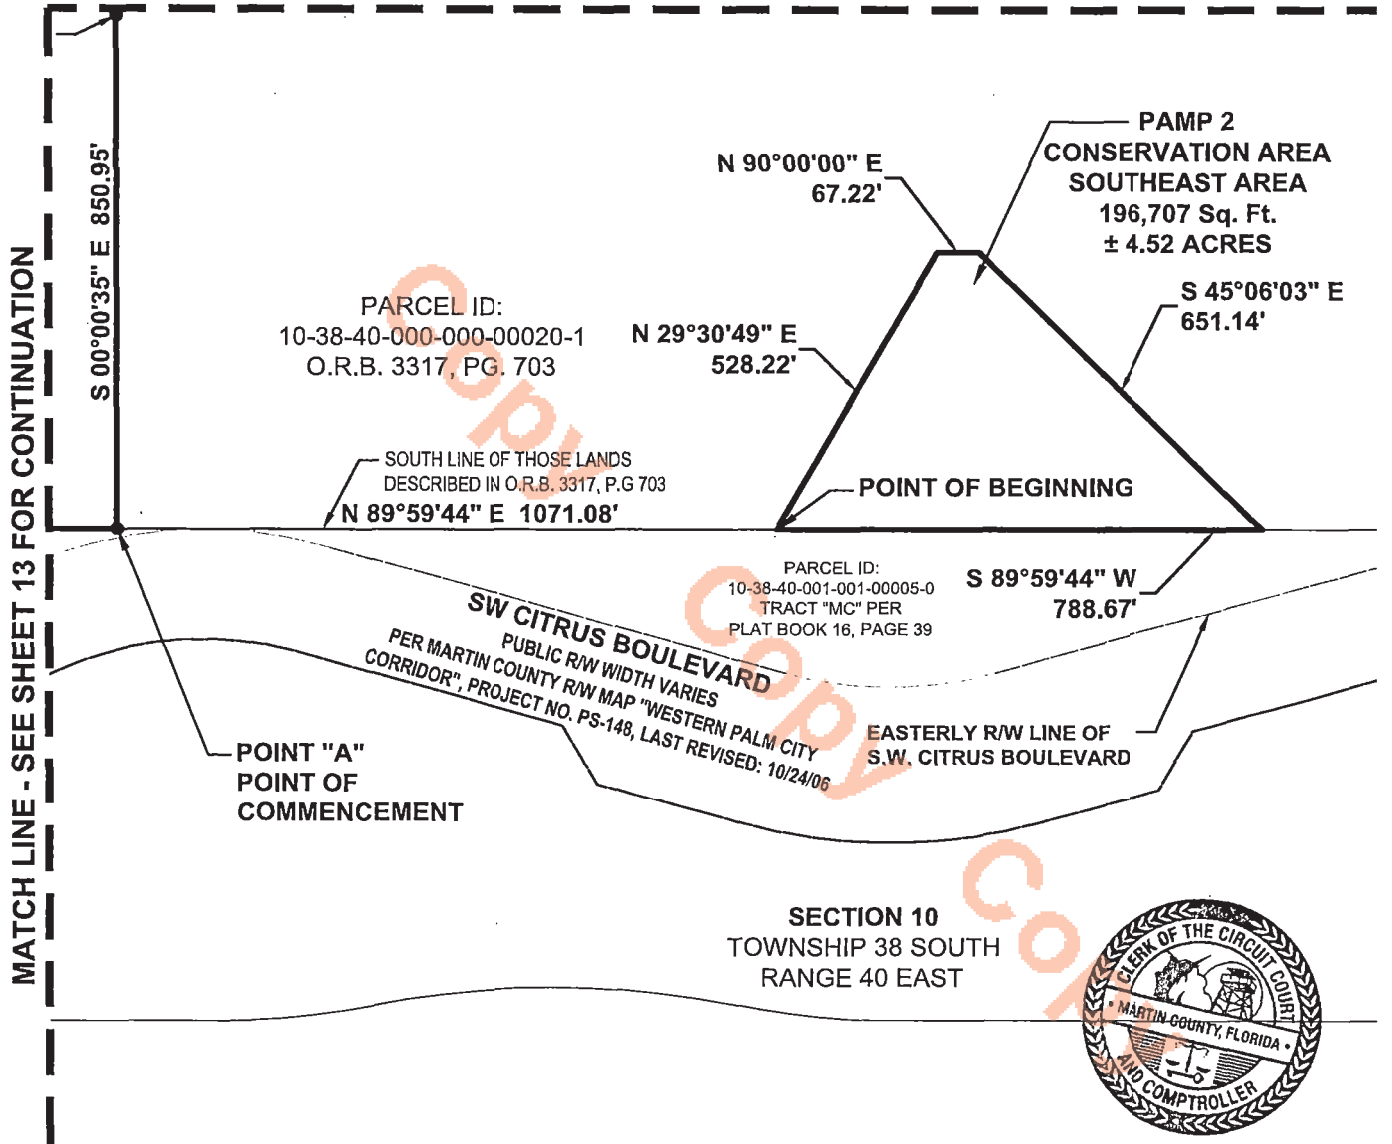 MATCH LINE - SEE SHEET 13 FOR CONTINUATION
S 00°00'35" E 850.95'
PAMP 2
CONSERVATION AREA
SOUTHEAST AREA
196,707 Sq. Ft.
± 4.52 ACRES
N 90°00'00" E
67.22'
S 45°06'03" E
651.14'
PARCEL ID:
10-38-40-000-000-00020-1
O.R.B. 3317, PG. 703
N 29°30'49" E
528.22'
SOUTH LINE OF THOSE LANDS
DESCRIBED IN O.R.B. 3317, P.G 703
N 89°59'44" E 1071.08'
POINT OF BEGINNING
PARCEL ID:
10-38-40-001-001-00005-0
TRACT "MC" PER
PLAT BOOK 16, PAGE 39
S 89°59'44" W
788.67'
SW CITRUS BOULEVARD
PUBLIC R/W WIDTH VARIES
PER MARTIN COUNTY R/W MAP "WESTERN PALM CITY
CORRIDOR", PROJECT NO. PS-148, LAST REVISED: 10/24/06
EASTERLY R/W LINE OF
S.W. CITRUS BOULEVARD
POINT "A"
POINT OF
COMMENCEMENT
SECTION 10
TOWNSHIP 38 SOUTH
RANGE 40 EAST
Copy
Copy
Copy
CLERK OF THE CIRCUIT COURT
• MARTIN COUNTY, FLORIDA •
AND COMPTROLLER